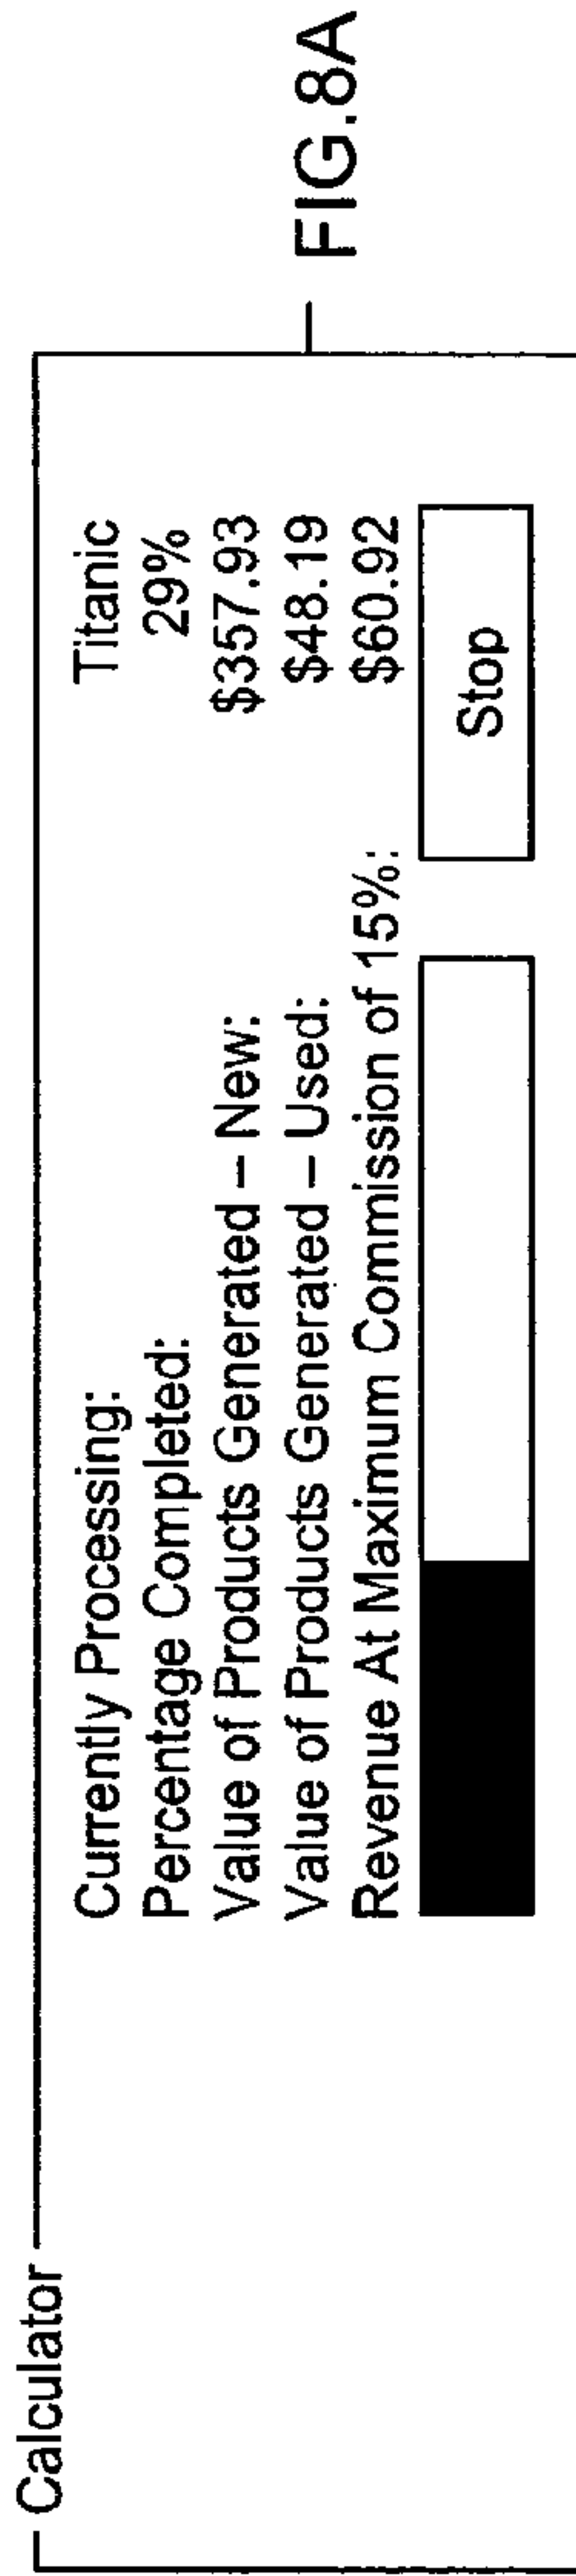 Calculator
Currently Processing: Titanic
Percentage Completed: 29%
Value of Products Generated – New: $357.93
Value of Products Generated – Used: $48.19
Revenue At Maximum Commission of 15%: $60.92
Stop
FIG.8A